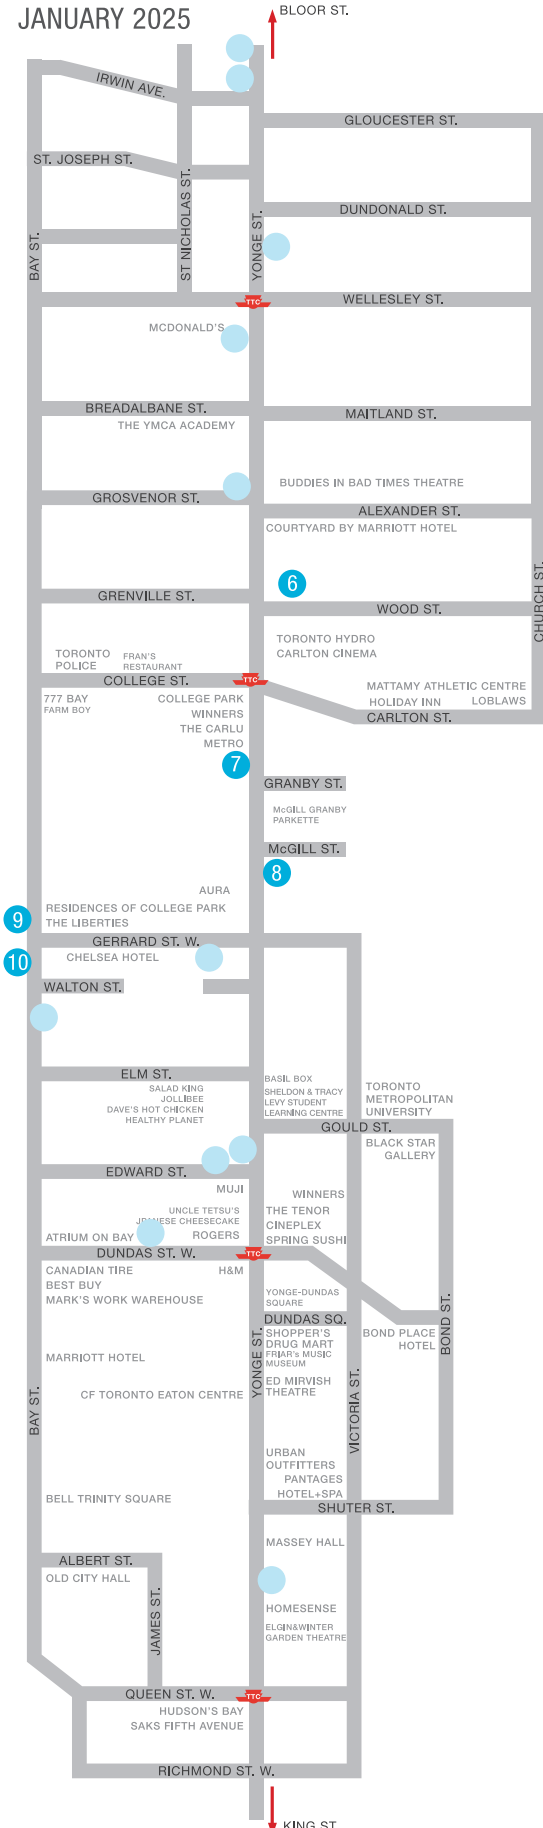 JANUARY 2025
BLOOR ST.
IRWIN AVE.
GLOUCESTER ST.
ST. JOSEPH ST.
ST NICHOLAS ST.
DUNDONALD ST.
BAY ST.
YONGE ST.
TTC
WELLESLEY ST.
MCDONALD'S
BREADALBANE ST.
MAITLAND ST.
THE YMCA ACADEMY
BUDDIES IN BAD TIMES THEATRE
GROSVENOR ST.
ALEXANDER ST.
COURTYARD BY MARRIOTT HOTEL
CHURCH ST.
6
GRENVILLE ST.
WOOD ST.
TORONTO HYDRO
CARLTON CINEMA
TORONTO
POLICE
FRAN'S
RESTAURANT
COLLEGE ST.
TTC
MATTAMY ATHLETIC CENTRE
HOLIDAY INN
LOBLAWS
CARLTON ST.
777 BAY
FARM BOY
COLLEGE PARK
WINNERS
THE CARLU
METRO
7
GRANBY ST.
McGILL GRANBY
PARKETTE
McGILL ST.
8
AURA
9
RESIDENCES OF COLLEGE PARK
THE LIBERTIES
GERRARD ST. W.
CHELSEA HOTEL
10
WALTON ST.
ELM ST.
SALAD KING
JOLLIBEE
DAVE'S HOT CHICKEN
HEALTHY PLANET
BASIL BOX
SHELDON & TRACY
LEVY STUDENT
LEARNING CENTRE
TORONTO
METROPOLITAN
UNIVERSITY
GOULD ST.
BLACK STAR
GALLERY
EDWARD ST.
MUJI
UNCLE TETSU'S
CHEESECAKE
ROGERS
WINNERS
THE TENOR
CINEPLEX
SPRING SUSHI
ATRIUM ON BAY
DUNDAS ST. W.
TTC
CANADIAN TIRE
BEST BUY
MARK'S WORK WAREHOUSE
H&M
YONGE-DUNDAS
SQUARE
DUNDAS SQ.
SHOPPER'S
DRUG MART
FRIAR's MUSIC
MUSEUM
ED MIRVISH
THEATRE
BOND PLACE
HOTEL
BOND ST.
MARRIOTT HOTEL
CF TORONTO EATON CENTRE
BAY ST.
YONGE ST.
VICTORIA ST.
URBAN
OUTFITTERS
PANTAGES
HOTEL+SPA
BELL TRINITY SQUARE
SHUTER ST.
MASSEY HALL
ALBERT ST.
OLD CITY HALL
JAMES ST.
HOMESENSE
ELGIN&WINTER
GARDEN THEATRE
QUEEN ST. W.
TTC
HUDSON'S BAY
SAKS FIFTH AVENUE
RICHMOND ST. W.
KING ST.